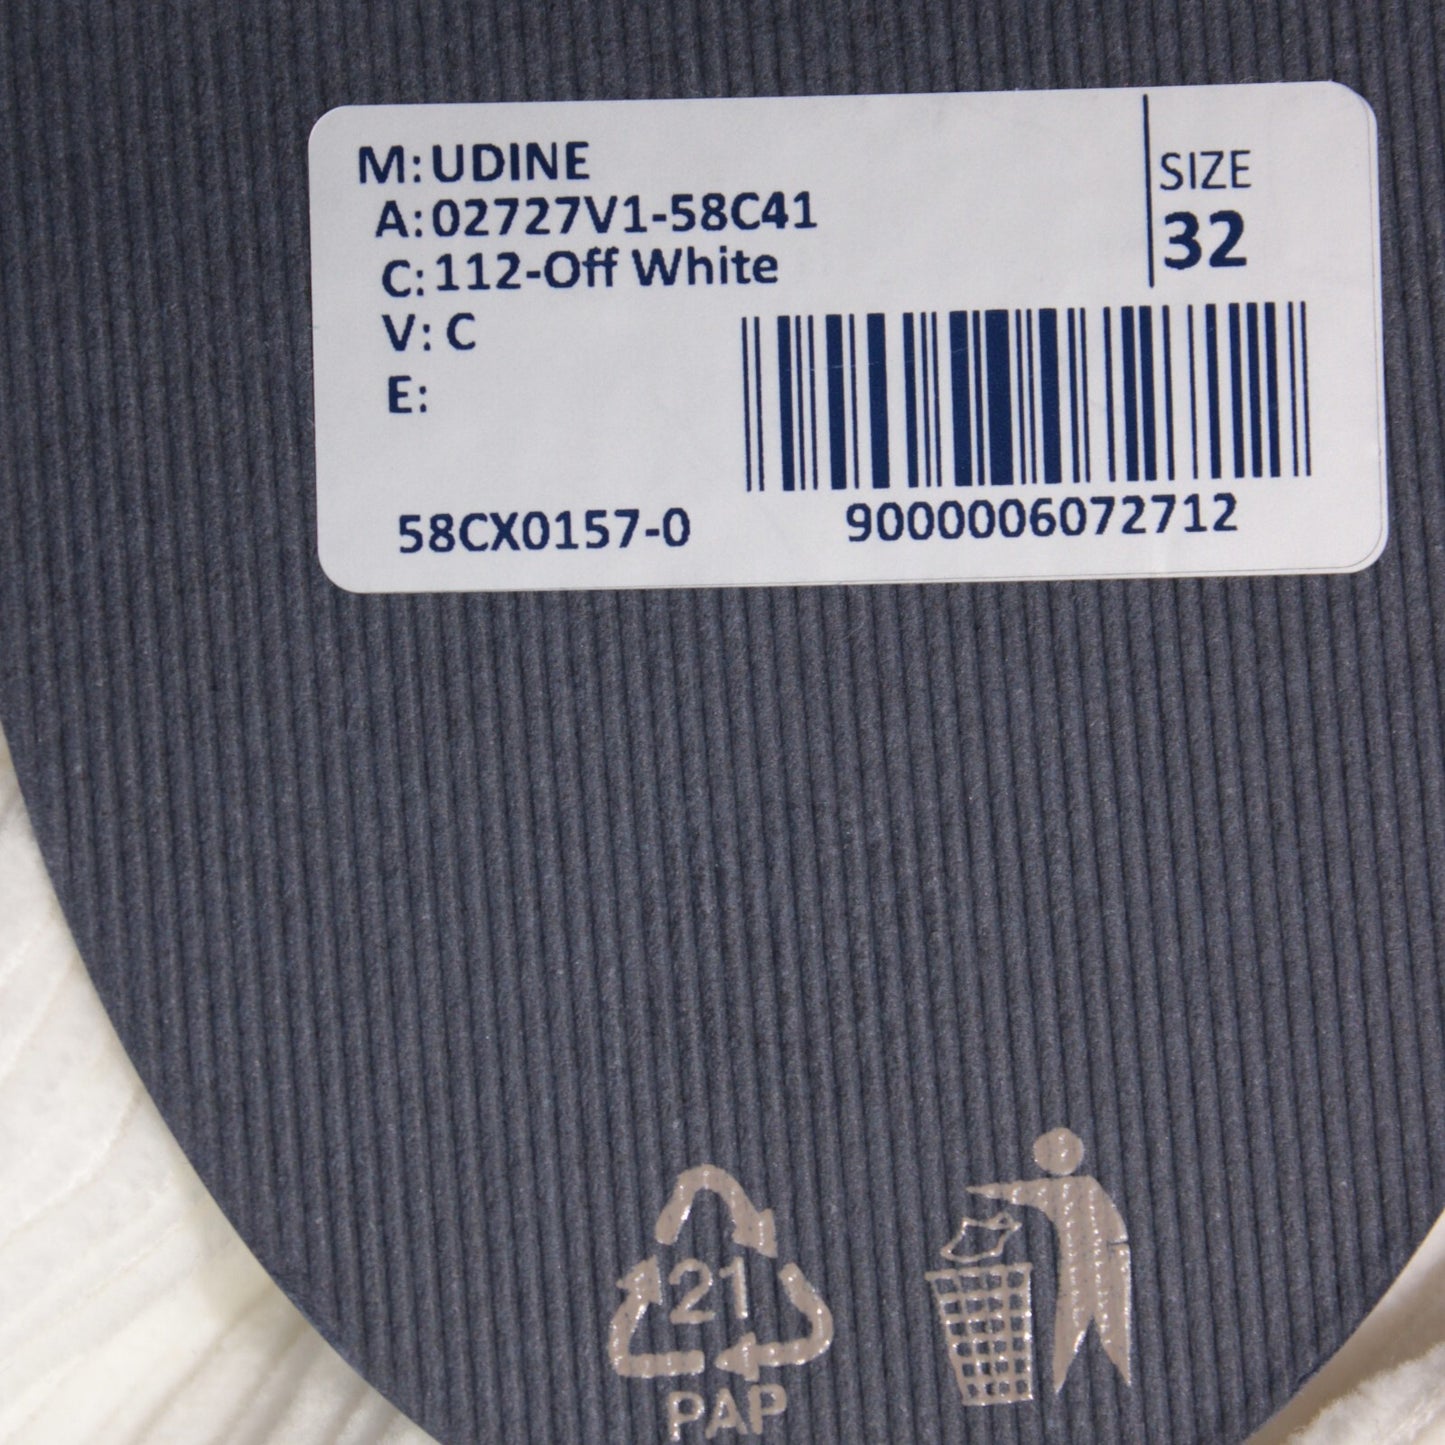 M: UDINE
A: 02727V1-58C41
C: 112-Off White
V: C
E:
SIZE
32
58CX0157-0
9000006072712
21
PAP